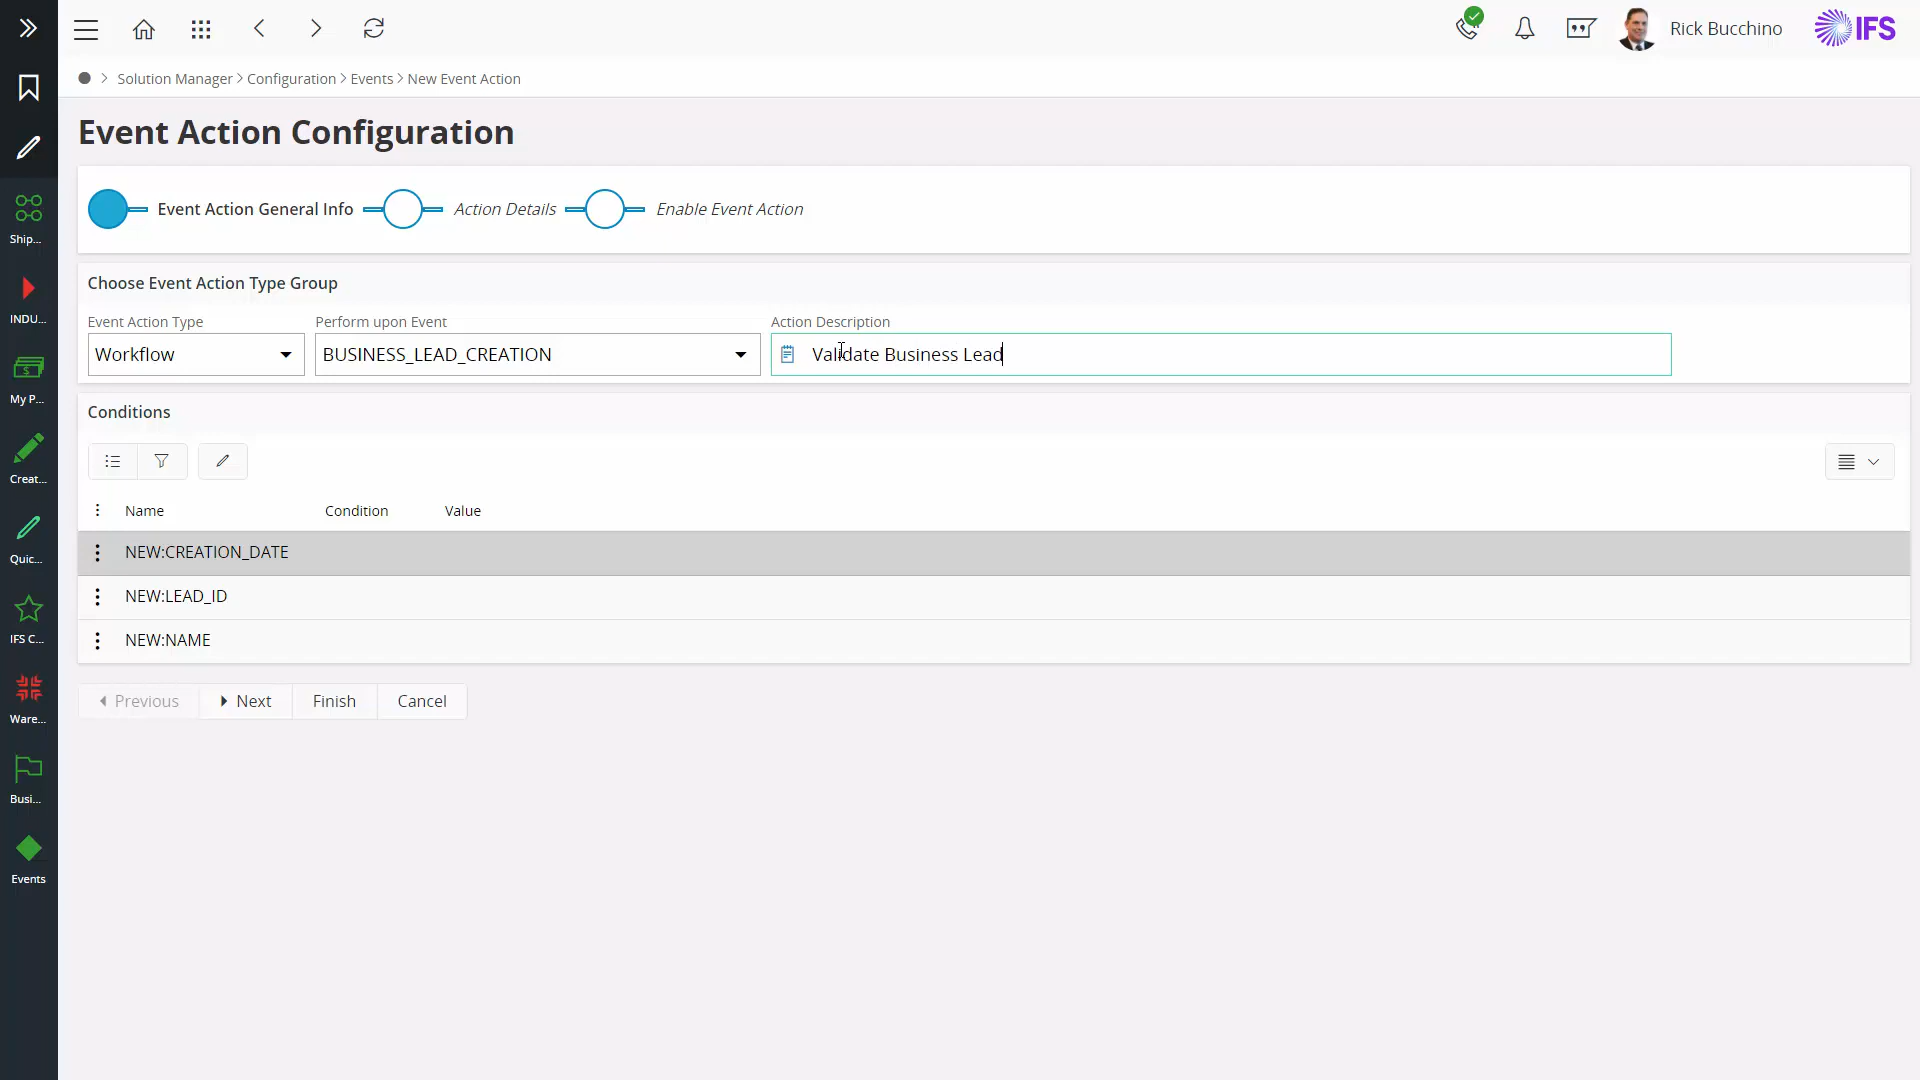 Rick Bucchino
IFS
Solution Manager > Configuration > Events > New Event Action
Event Action Configuration
Event Action General Info
Action Details
Enable Event Action
Choose Event Action Type Group
Event Action Type
Perform upon Event
Action Description
Workflow
BUSINESS_LEAD_CREATION
Validate Business Lead
Conditions
Name
Condition
Value
NEW:CREATION_DATE
NEW:LEAD_ID
NEW:NAME
Previous
Next
Finish
Cancel
Ship...
INDU...
My P...
Creat...
Quic...
IFS C...
Ware...
Busi...
Events